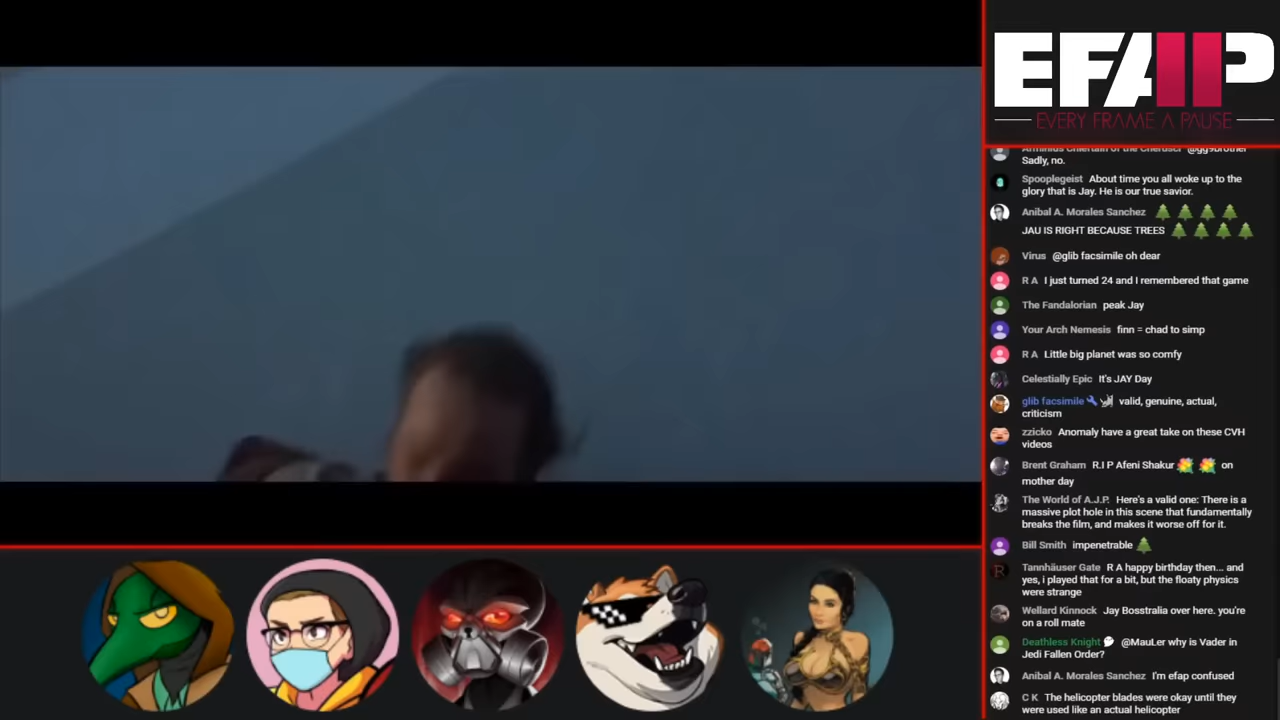 EFAP
EVERY FRAME A PAUSE
Arminius Chieftain of the Cherusci @gg9brother
Sadly, no.
Spooplegeist About time you all woke up to the
glory that is Jay. He is our true savior.
Anibal A. Morales Sanchez 🌲 🌲 🌲 🌲
JAU IS RIGHT BECAUSE TREES 🌲 🌲 🌲 🌲
Virus @glib facsimile oh dear
R A I just turned 24 and I remembered that game
The Fandalorian peak Jay
Your Arch Nemesis finn = chad to simp
R A Little big planet was so comfy
Celestially Epic It's JAY Day
glib facsimile valid, genuine, actual,
criticism
zzicko Anomaly have a great take on these CVH
videos
Brent Graham R.I P Afeni Shakur 💐 💐 on
mother day
The World of A.J.P. Here's a valid one: There is a
massive plot hole in this scene that fundamentally
breaks the film, and makes it worse off for it.
Bill Smith impenetrable 🌲
Tannhäuser Gate R A happy birthday then... and
yes, i played that for a bit, but the floaty physics
were strange
Wellard Kinnock Jay Bosstralia over here. you're
on a roll mate
Deathless Knight @MauLer why is Vader in
Jedi Fallen Order?
Anibal A. Morales Sanchez I'm efap confused
C K The helicopter blades were okay until they
were used like an actual helicopter